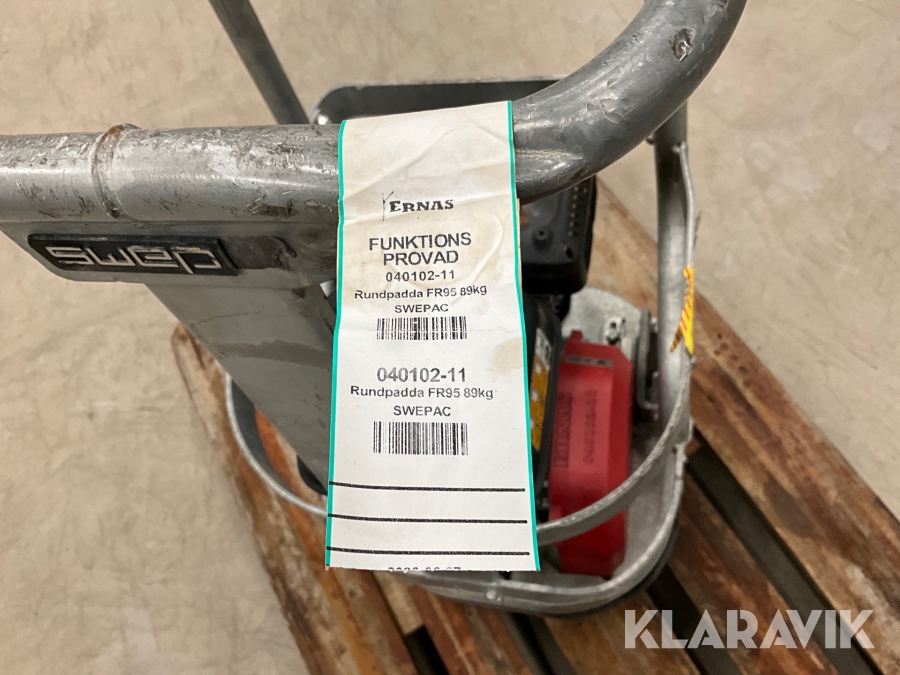 ERNAS
FUNKTIONS
PROVAD
040102-11
Rundpadda FR95 89kg
SWEPAC
040102-11
Rundpadda FR95 89kg
SWEPAC
swep
KLARAVIK